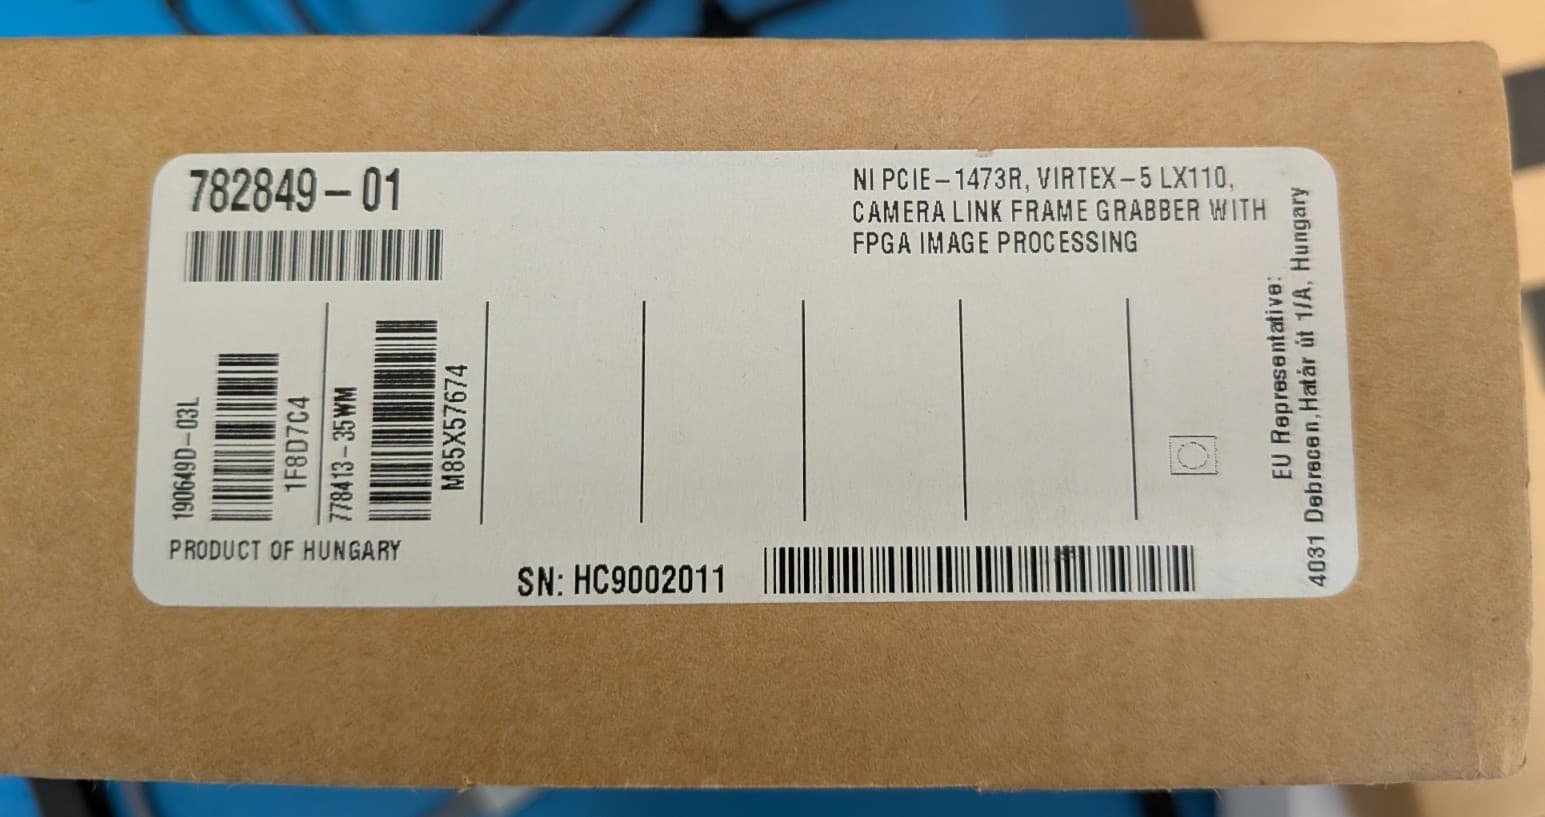 782849-01
NI PCIE-1473R, VIRTEX-5 LX110,
CAMERA LINK FRAME GRABBER WITH
FPGA IMAGE PROCESSING
190649D-03L
1F8D7C4
778413-35WM
M85X57674
EU Representative:
4031 Debrecen,Határ út 1/A, Hungary
PRODUCT OF HUNGARY
SN: HC9002011